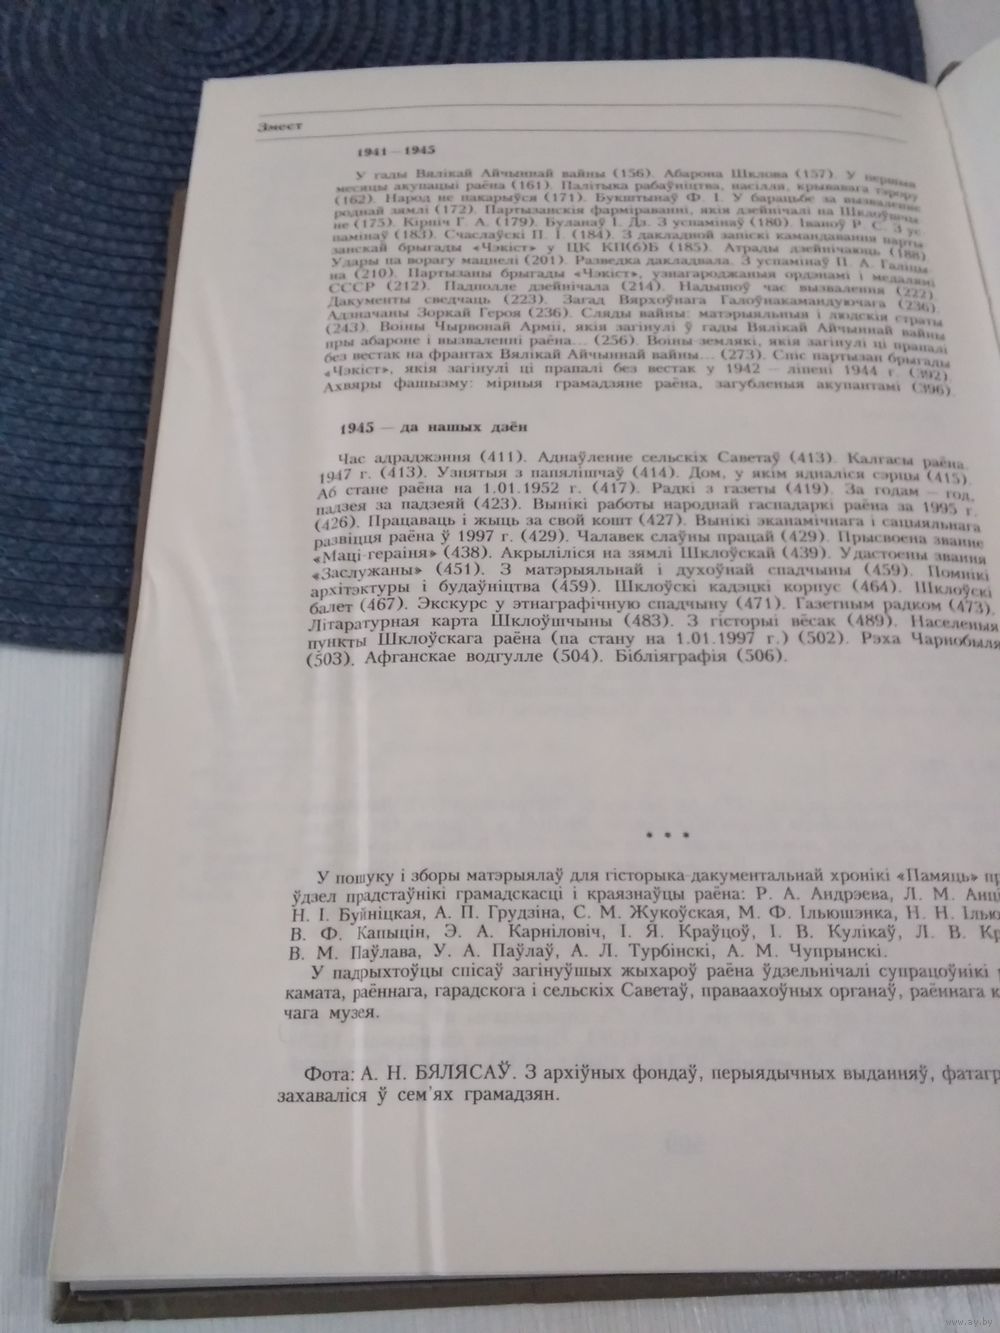 Змест
1941 — 1945
У гады Вялікай Айчыннай вайны (156). Абарона Шклова (157). У першыя
месяцы акупацыі раёна (161). Палітыка рабаўніцтва, насілля, крывавага тэрору
(162). Народ не пакарыўся (171). Букштынаў Ф. І. У барацьбе за вызваленне
роднай зямлі (172). Партызанскія фарміраванні, якія дзейнічалі на Шклоўшчы-
не (175). Кірпіч Г. А. (179). Буланаў І. Дз. З успамінаў (180). Іваноў Р. С. З ус-
памінаў (183). Счаслаўскі П. І. (184). З дакладной запіскі камандавання парты-
занскай брыгады «Чэкіст» у ЦК КП(б)Б (185). Атрады дзейнічаюць (188).
Удары па ворагу мацнелі (201). Разведка дакладвала. З успамінаў П. А. Галіцы-
на (210). Партызаны брыгады «Чэкіст», узнагароджаныя ордэнамі і медалямі
СССР (212). Падполле дзейнічала (214). Надышоў час вызвалення (222).
Дакументы сведчаць (223). Загад Вярхоўнага Галоўнакамандуючага (236).
Адзначаны Зоркай Героя (236). Сляды вайны: матэрыяльныя і людскія страты
(243). Воіны Чырвонай Арміі, якія загінулі ў гады Вялікай Айчыннай вайны
пры абароне і вызваленні раёна... (256). Воіны-землякі, якія загінулі ці прапалі
без вестак на франтах Вялікай Айчыннай вайны... (273). Спіс партызан брыгады
«Чэкіст», якія загінулі ці прапалі без вестак у 1942 — ліпені 1944 г. (392).
Ахвяры фашызму: мірныя грамадзяне раёна, загубленыя акупантамі (396).
1945 — да нашых дзён
Час адраджэння (411). Аднаўленне сельскіх Саветаў (413). Калгасы раёна.
1947 г. (413). Узнятыя з папялішчаў (414). Дом, у якім ядналіся сэрцы (415).
Аб стане раёна на 1.01.1952 г. (417). Радкі з газеты (419). За годам — год,
падзея за падзеяй (423). Вынікі работы народнай гаспадаркі раёна за 1995 г.
(426). Працаваць і жыць за свой кошт (427). Вынікі эканамічнага і сацыяльнага
развіцця раёна ў 1997 г. (429). Чалавек слаўны працай (429). Прысвоена званне
«Маці-гераіня» (438). Акрыліліся на зямлі Шклоўскай (439). Удастоены звання
«Заслужаны» (451). З матэрыяльнай і духоўнай спадчыны (459). Помнікі
архітэктуры і будаўніцтва (459). Шклоўскі кадэцкі корпус (464). Шклоўскі
балет (467). Экскурс у этнаграфічную спадчыну (471). Газетным радком (473).
Літаратурная карта Шклоўшчыны (483). З гісторыі вёсак (489). Населеныя
пункты Шклоўскага раёна (па стану на 1.01.1997 г.) (502). Рэха Чарнобыля
(503). Афганскае водгулле (504). Бібліяграфія (506).
• • •
У пошуку і зборы матэрыялаў для гісторыка-дакументальнай хронікі «Памяць» пр
ўдзел прадстаўнікі грамадскасці і краязнаўцы раёна: Р. А. Андрэева, Л. М. Анц
Н. І. Буйніцкая, А. П. Грудзіна, С. М. Жукоўская, М. Ф. Ільюшэнка, Н. Н. Ілью
В. Ф. Капыцін, Э. А. Карніловіч, І. Я. Краўцоў, І. В. Кулікаў, Л. В. Кр
В. М. Паўлава, У. А. Паўлаў, А. Л. Турбінскі, А. М. Чупрынскі.
У падрыхтоўцы спісаў загінуўшых жыхароў раёна ўдзельнічалі супрацоўнікі
камата, раённага, гарадскога і сельскіх Саветаў, праваахоўных органаў, раённага к
чага музея.
Фота: А. Н. БЯЛЯСАЎ. З архіўных фондаў, перыядычных выданняў, фатагр
захаваліся ў сем'ях грамадзян.
www.ay.by